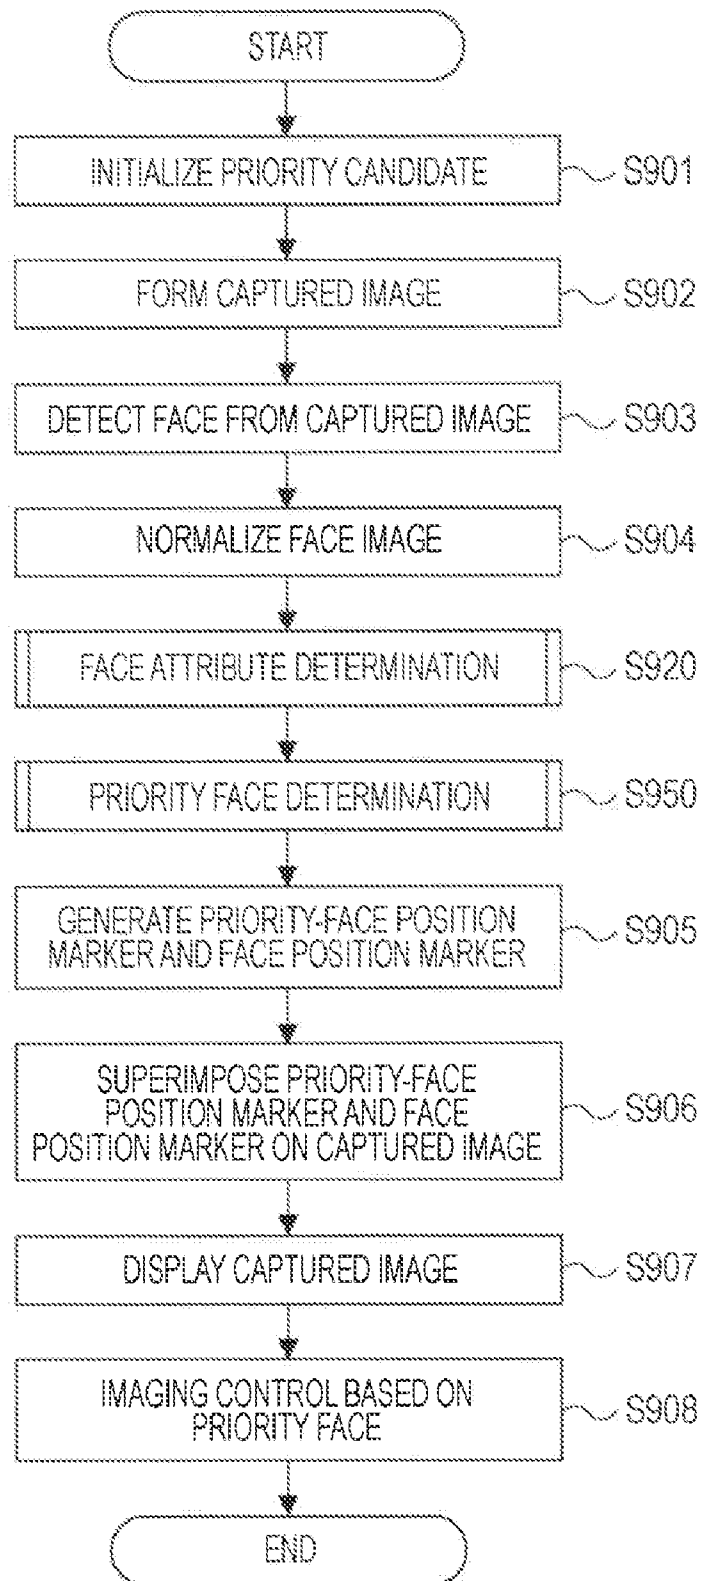 START
INITIALIZE PRIORITY CANDIDATE
S901
FORM CAPTURED IMAGE
S902
DETECT FACE FROM CAPTURED IMAGE
S903
NORMALIZE FACE IMAGE
S904
FACE ATTRIBUTE DETERMINATION
S920
PRIORITY FACE DETERMINATION
S950
GENERATE PRIORITY-FACE POSITION
MARKER AND FACE POSITION MARKER
S905
SUPERIMPOSE PRIORITY-FACE
POSITION MARKER AND FACE
POSITION MARKER ON CAPTURED IMAGE
S906
DISPLAY CAPTURED IMAGE
S907
IMAGING CONTROL BASED ON
PRIORITY FACE
S908
END